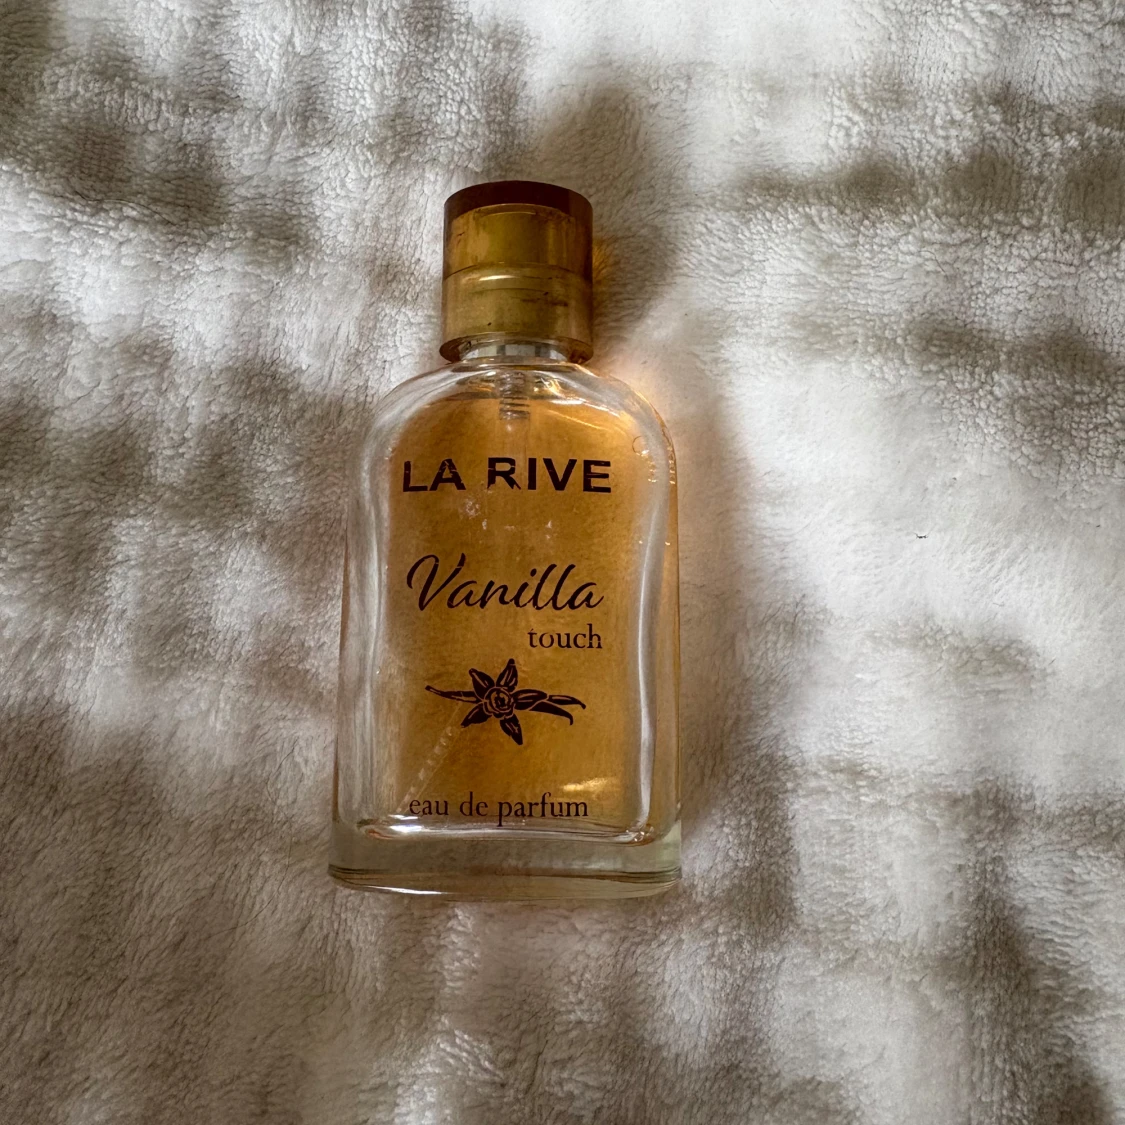 LA RIVE
Vanilla
touch
eau de parfum